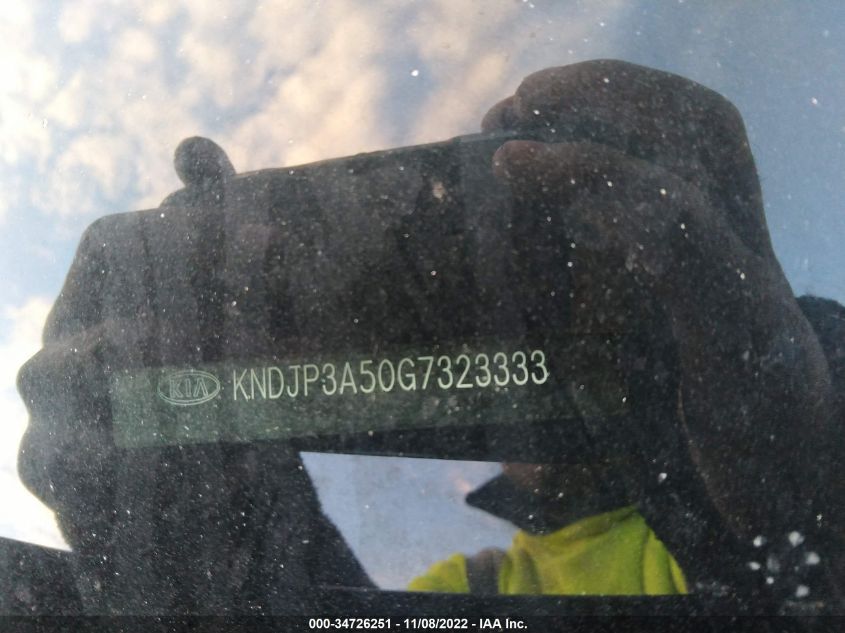 KIA KNDJP3A50G7323333
000-34726251 - 11/08/2022 - IAA Inc.